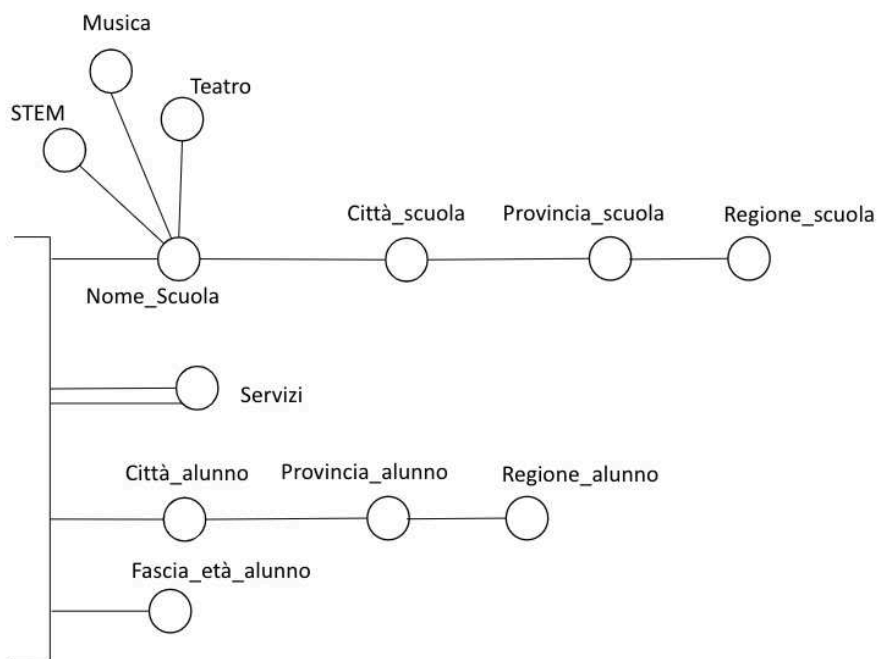 Musica
Teatro
STEM
Città_scuola
Provincia_scuola
Regione_scuola
Nome_Scuola
Servizi
Città_alunno
Provincia_alunno
Regione_alunno
Fascia_età_alunno